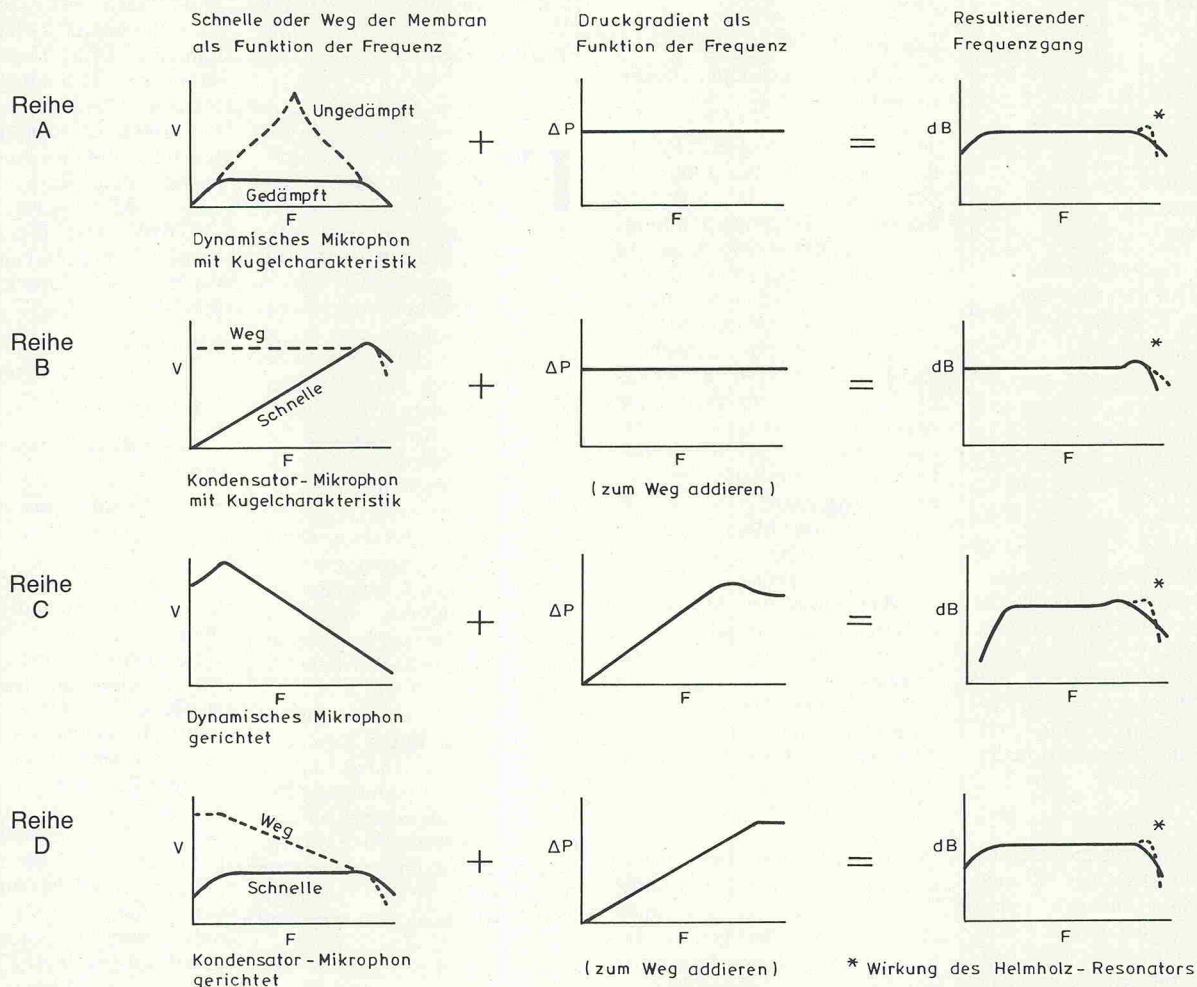 Schnelle oder Weg der Membran
als Funktion der Frequenz
Druckgradient als
Funktion der Frequenz
Resultierender
Frequenzgang
Reihe
A
V
Ungedämpft
Gedämpft
F
Dynamisches Mikrophon
mit Kugelcharakteristik
+
ΔP
F
=
dB
*
F
Reihe
B
V
Weg
Schnelle
F
Kondensator-Mikrophon
mit Kugelcharakteristik
+
ΔP
F
(zum Weg addieren)
=
dB
*
F
Reihe
C
V
F
Dynamisches Mikrophon
gerichtet
+
ΔP
F
=
dB
*
F
Reihe
D
V
Weg
Schnelle
F
Kondensator-Mikrophon
gerichtet
+
ΔP
F
(zum Weg addieren)
=
dB
*
F
* Wirkung des Helmholz-Resonators